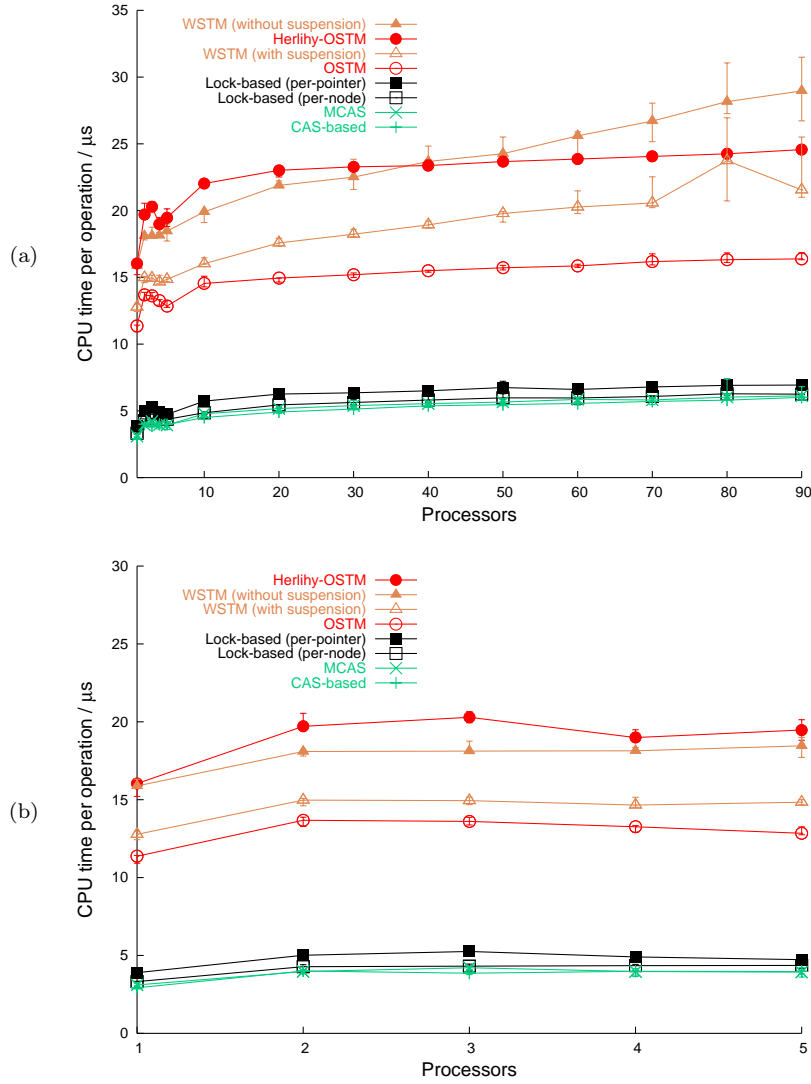 35
30
25
20
15
10
5
0
CPU time per operation / µs
WSTM (without suspension)
Herlihy-OSTM
WSTM (with suspension)
OSTM
Lock-based (per-pointer)
Lock-based (per-node)
MCAS
CAS-based
(a)
10 20 30 40 50 60 70 80 90
Processors
30
25
20
15
10
5
0
CPU time per operation / µs
Herlihy-OSTM
WSTM (without suspension)
WSTM (with suspension)
OSTM
Lock-based (per-pointer)
Lock-based (per-node)
MCAS
CAS-based
(b)
1 2 3 4 5
Processors